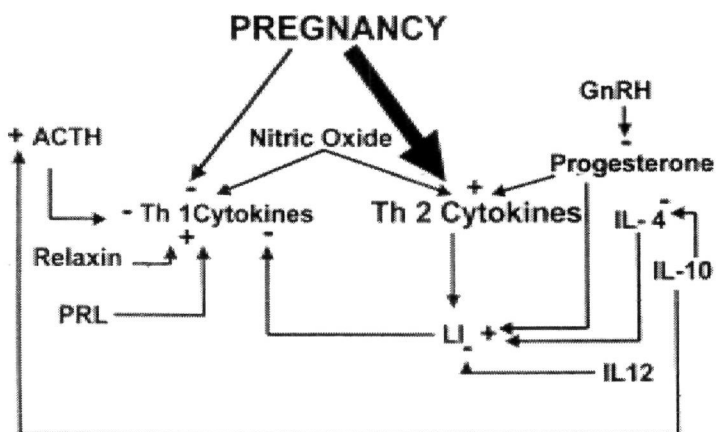 PREGNANCY
GnRH
-
+ ACTH
Nitric Oxide
Progesterone
-
+
-
- Th 1Cytokines
Th 2 Cytokines
IL-4
+
-
Relaxin
IL-10
PRL
LI +
-
IL12